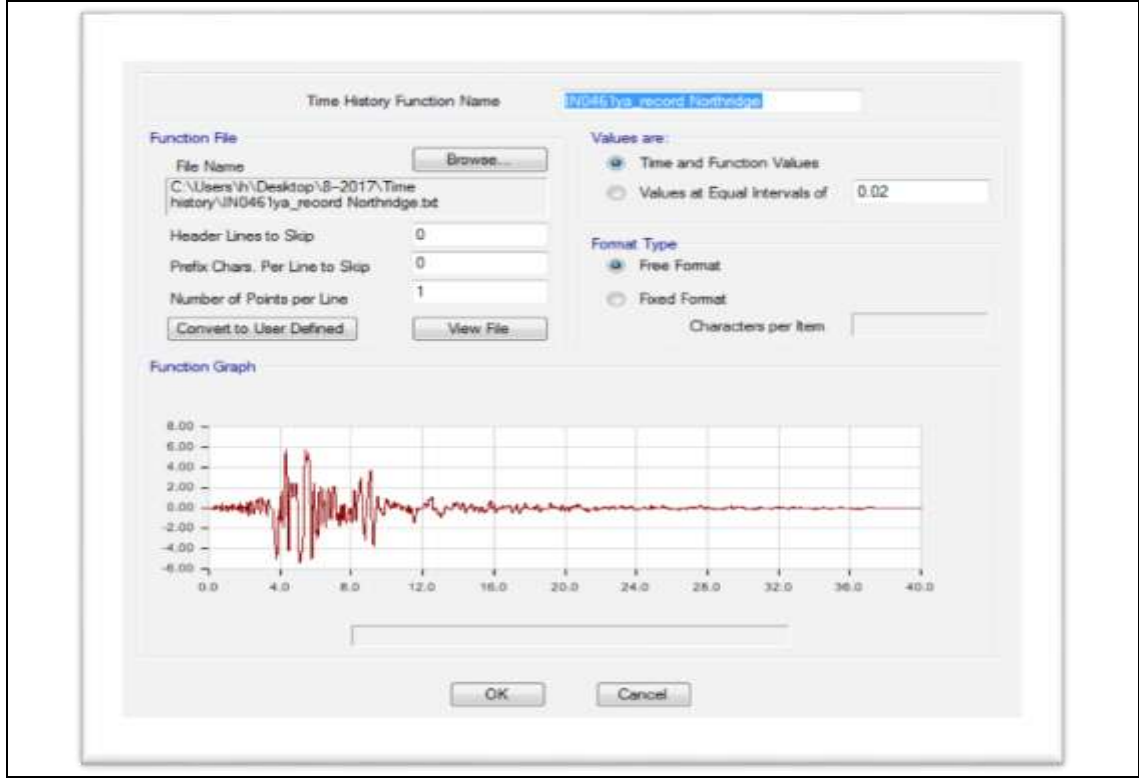 Time History Function Name IN0461ya_record Northridge
Function File
File Name Browse...
C:\Users\h\Desktop\8-2017\Time
history\IN0461ya_record Northridge.txt
Header Lines to Skip 0
Prefix Chars. Per Line to Skip 0
Number of Points per Line 1
Convert to User Defined View File
Values are:
Time and Function Values
Values at Equal Intervals of 0.02
Format Type
Free Format
Fixed Format
Characters per Item
Function Graph
8.00
6.00
4.00
2.00
0.00
-2.00
-4.00
-6.00
0.0 4.0 8.0 12.0 16.0 20.0 24.0 28.0 32.0 36.0 40.0
OK Cancel